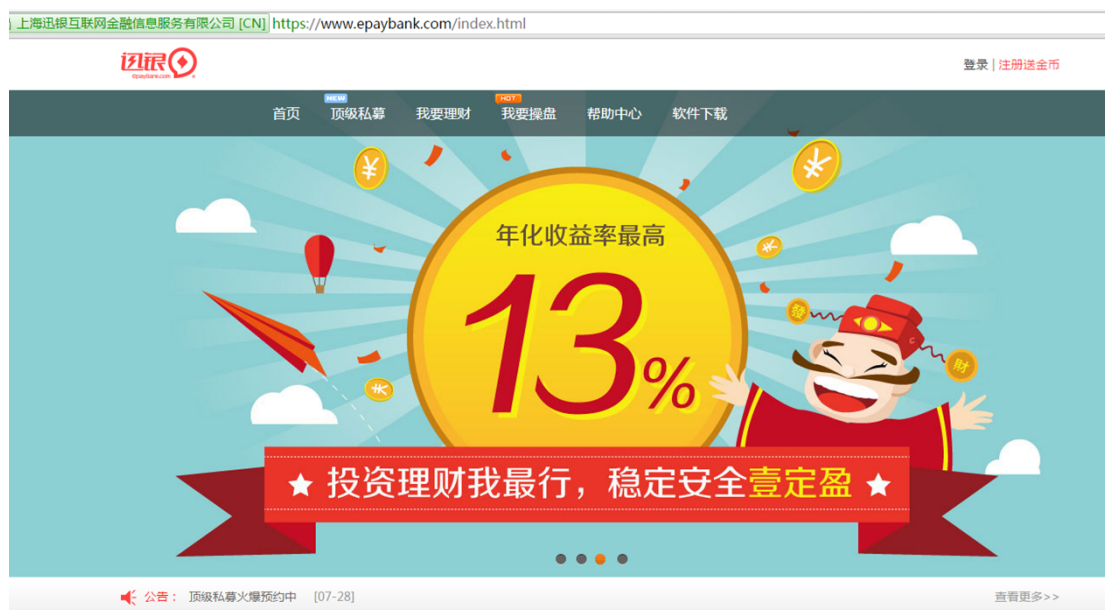 上海迅银互联网金融信息服务有限公司 [CN] https://www.epaybank.com/index.html
迅银
epaybank.com
登录 | 注册送金币
NEW
HOT
首页 顶级私募 我要理财 我要操盘 帮助中心 软件下载
年化收益率最高
13%
發
財
投资理财我最行，稳定安全壹定盈
公告： 顶级私募火爆预约中 [07-28] 查看更多>>